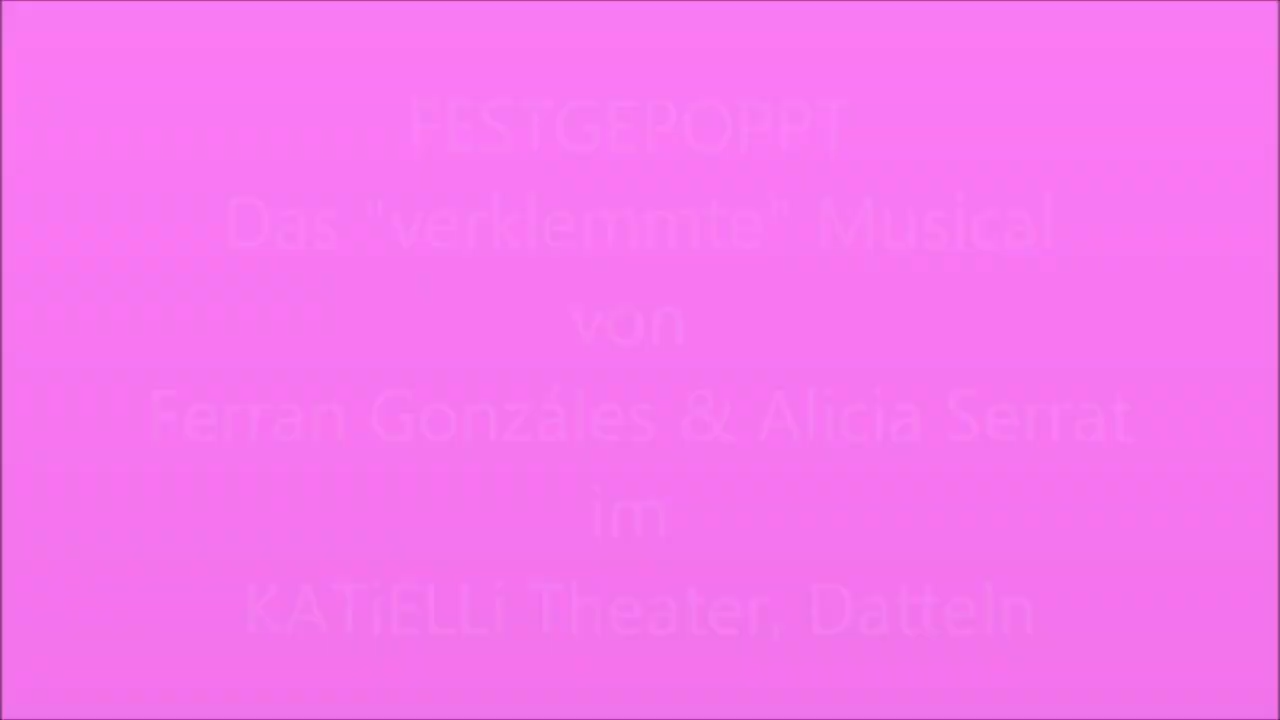 FESTGEPOPPT
Das "verklemmte" Musical
von
Ferran Gonzáles & Alicia Serrat
im
KATiELLi Theater, Datteln